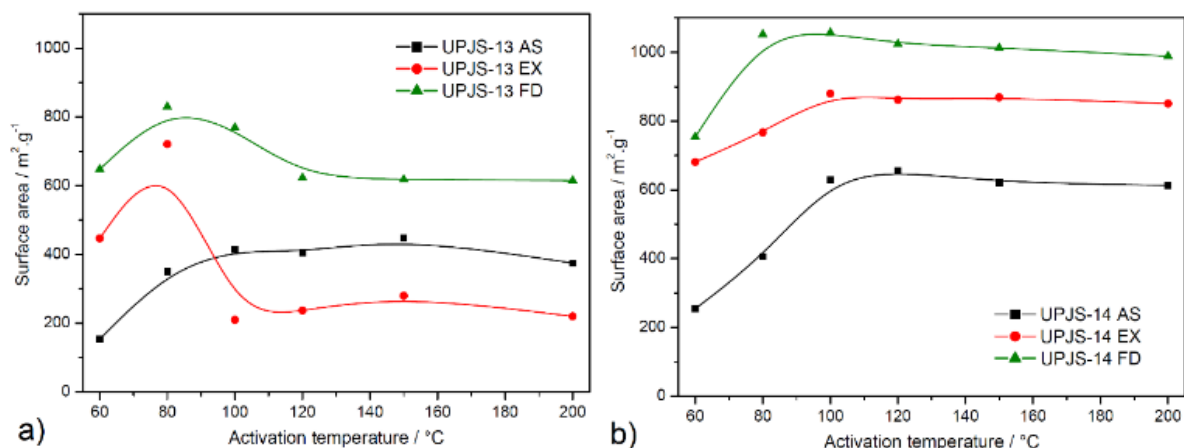 1000
800
600
400
200
0
Surface area / m².g⁻¹
UPJS-13 AS
UPJS-13 EX
UPJS-13 FD
60 80 100 120 140 160 180 200
Activation temperature / °C
a)
1000
800
600
400
200
0
Surface area / m².g⁻¹
UPJS-14 AS
UPJS-14 EX
UPJS-14 FD
60 80 100 120 140 160 180 200
Activation temperature / °C
b)